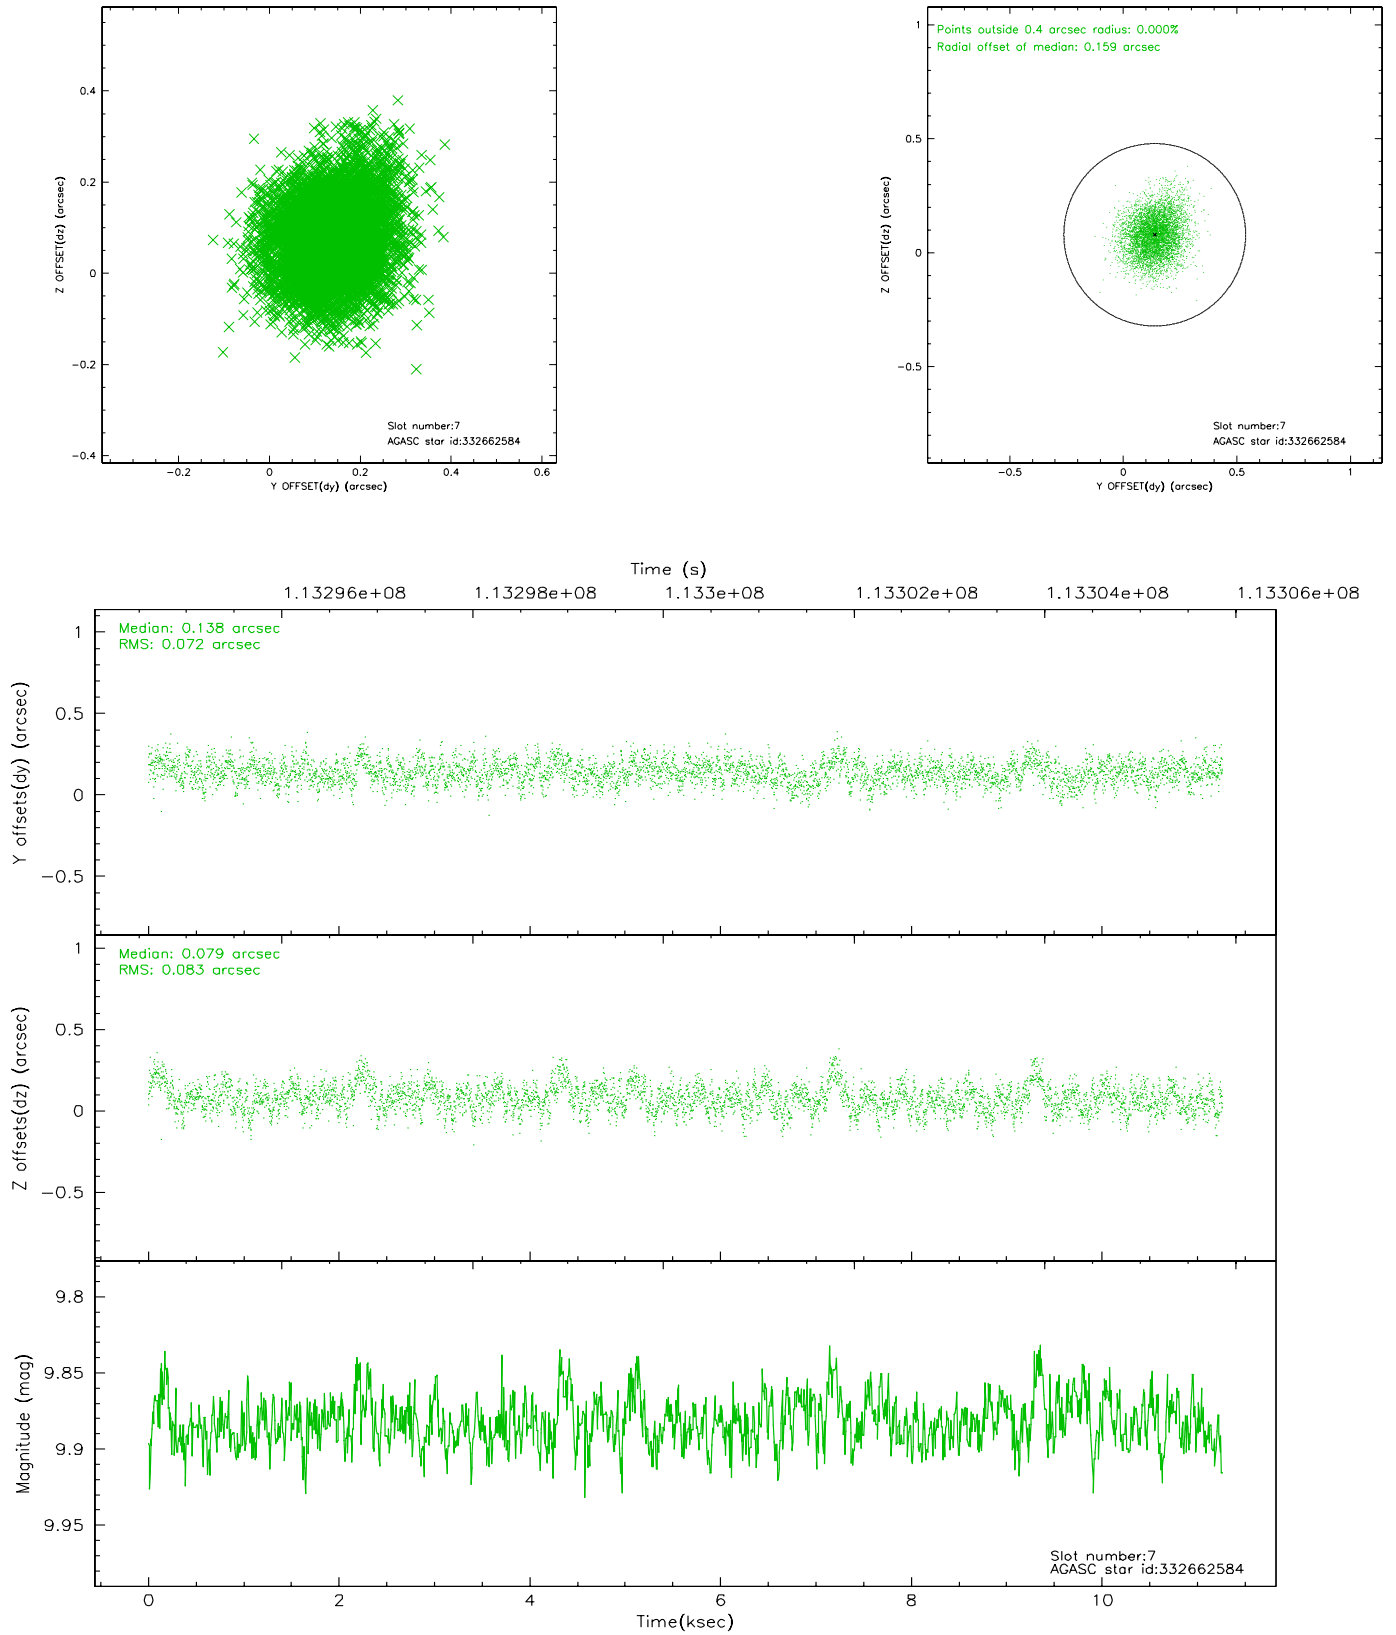 0.4
0.2
0
−0.2
−0.4
Z OFFSET(dz) (arcsec)
Slot number:7
AGASC star id:332662584
−0.2 0 0.2 0.4 0.6
Y OFFSET(dy) (arcsec)
Points outside 0.4 arcsec radius: 0.000%
Radial offset of median: 0.159 arcsec
1
0.5
0
−0.5
Z OFFSET(dz) (arcsec)
Slot number:7
AGASC star id:332662584
−0.5 0 0.5 1
Y OFFSET(dy) (arcsec)
Time (s)
1.13296e+08 1.13298e+08 1.133e+08 1.13302e+08 1.13304e+08 1.13306e+08
Median: 0.138 arcsec
RMS: 0.072 arcsec
1
0.5
0
−0.5
Y offsets(dy) (arcsec)
Median: 0.079 arcsec
RMS: 0.083 arcsec
1
0.5
0
−0.5
Z offsets(dz) (arcsec)
9.8
9.85
9.9
9.95
Magnitude (mag)
Slot number:7
AGASC star id:332662584
0 2 4 6 8 10
Time(ksec)